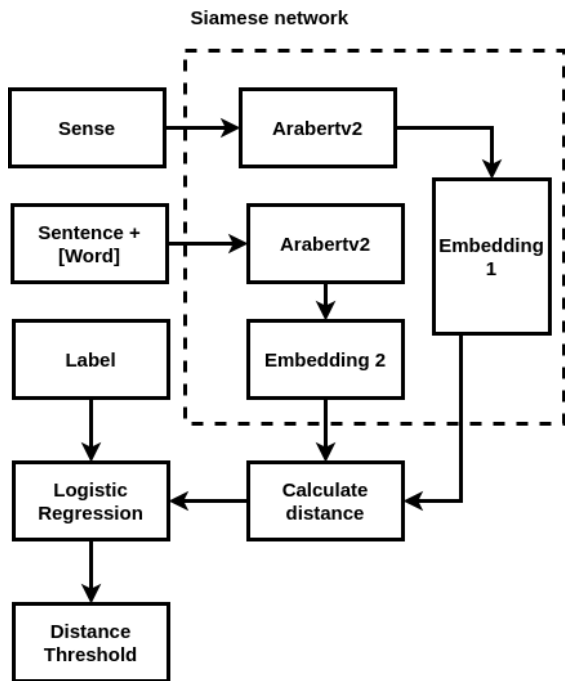 Siamese network
Sense
Arabertv2
Sentence +
[Word]
Arabertv2
Embedding
1
Label
Embedding 2
Logistic
Regression
Calculate
distance
Distance
Threshold